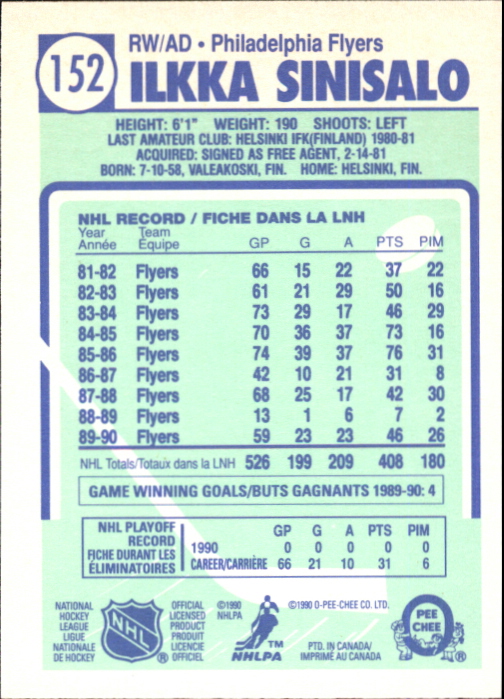 152
RW/AD • Philadelphia Flyers
ILKKA SINISALO
HEIGHT: 6'1" WEIGHT: 190 SHOOTS: LEFT
LAST AMATEUR CLUB: HELSINKI IFK(FINLAND) 1980-81
ACQUIRED: SIGNED AS FREE AGENT, 2-14-81
BORN: 7-10-58, VALEAKOSKI, FIN. HOME: HELSINKI, FIN.
NHL RECORD / FICHE DANS LA LNH
Year Team
Année Équipe GP G A PTS PIM
81-82 Flyers 66 15 22 37 22
82-83 Flyers 61 21 29 50 16
83-84 Flyers 73 29 17 46 29
84-85 Flyers 70 36 37 73 16
85-86 Flyers 74 39 37 76 31
86-87 Flyers 42 10 21 31 8
87-88 Flyers 68 25 17 42 30
88-89 Flyers 13 1 6 7 2
89-90 Flyers 59 23 23 46 26
NHL Totals/Totaux dans la LNH 526 199 209 408 180
GAME WINNING GOALS/BUTS GAGNANTS 1989-90: 4
NHL PLAYOFF
RECORD
FICHE DURANT LES
ÉLIMINATOIRES
GP G A PTS PIM
1990 0 0 0 0 0
CAREER/CARRIÈRE 66 21 10 31 6
NATIONAL
HOCKEY
LEAGUE
LIGUE
NATIONALE
DE HOCKEY
NHL
®
OFFICIAL
LICENSED
PRODUCT
PRODUIT
LICENCIE
OFFICIEL
©1990
NHLPA
TM
NHLPA
©1990 O-PEE-CHEE CO. LTD.
PTD. IN CANADA/
IMPRIMÉ AU CANADA
PEE
CHEE
®